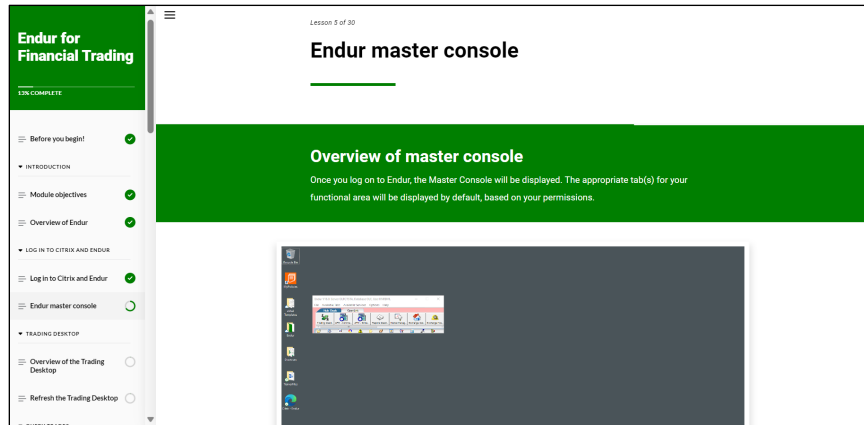 Endur for
Financial Trading
13% COMPLETE
Before you begin!
INTRODUCTION
Module objectives
Overview of Endur
LOG IN TO CITRIX AND ENDUR
Log in to Citrix and Endur
Endur master console
TRADING DESKTOP
Overview of the Trading
Desktop
Refresh the Trading Desktop
Lesson 5 of 30
Endur master console
Overview of master console
Once you log on to Endur, the Master Console will be displayed. The appropriate tab(s) for your
functional area will be displayed by default, based on your permissions.